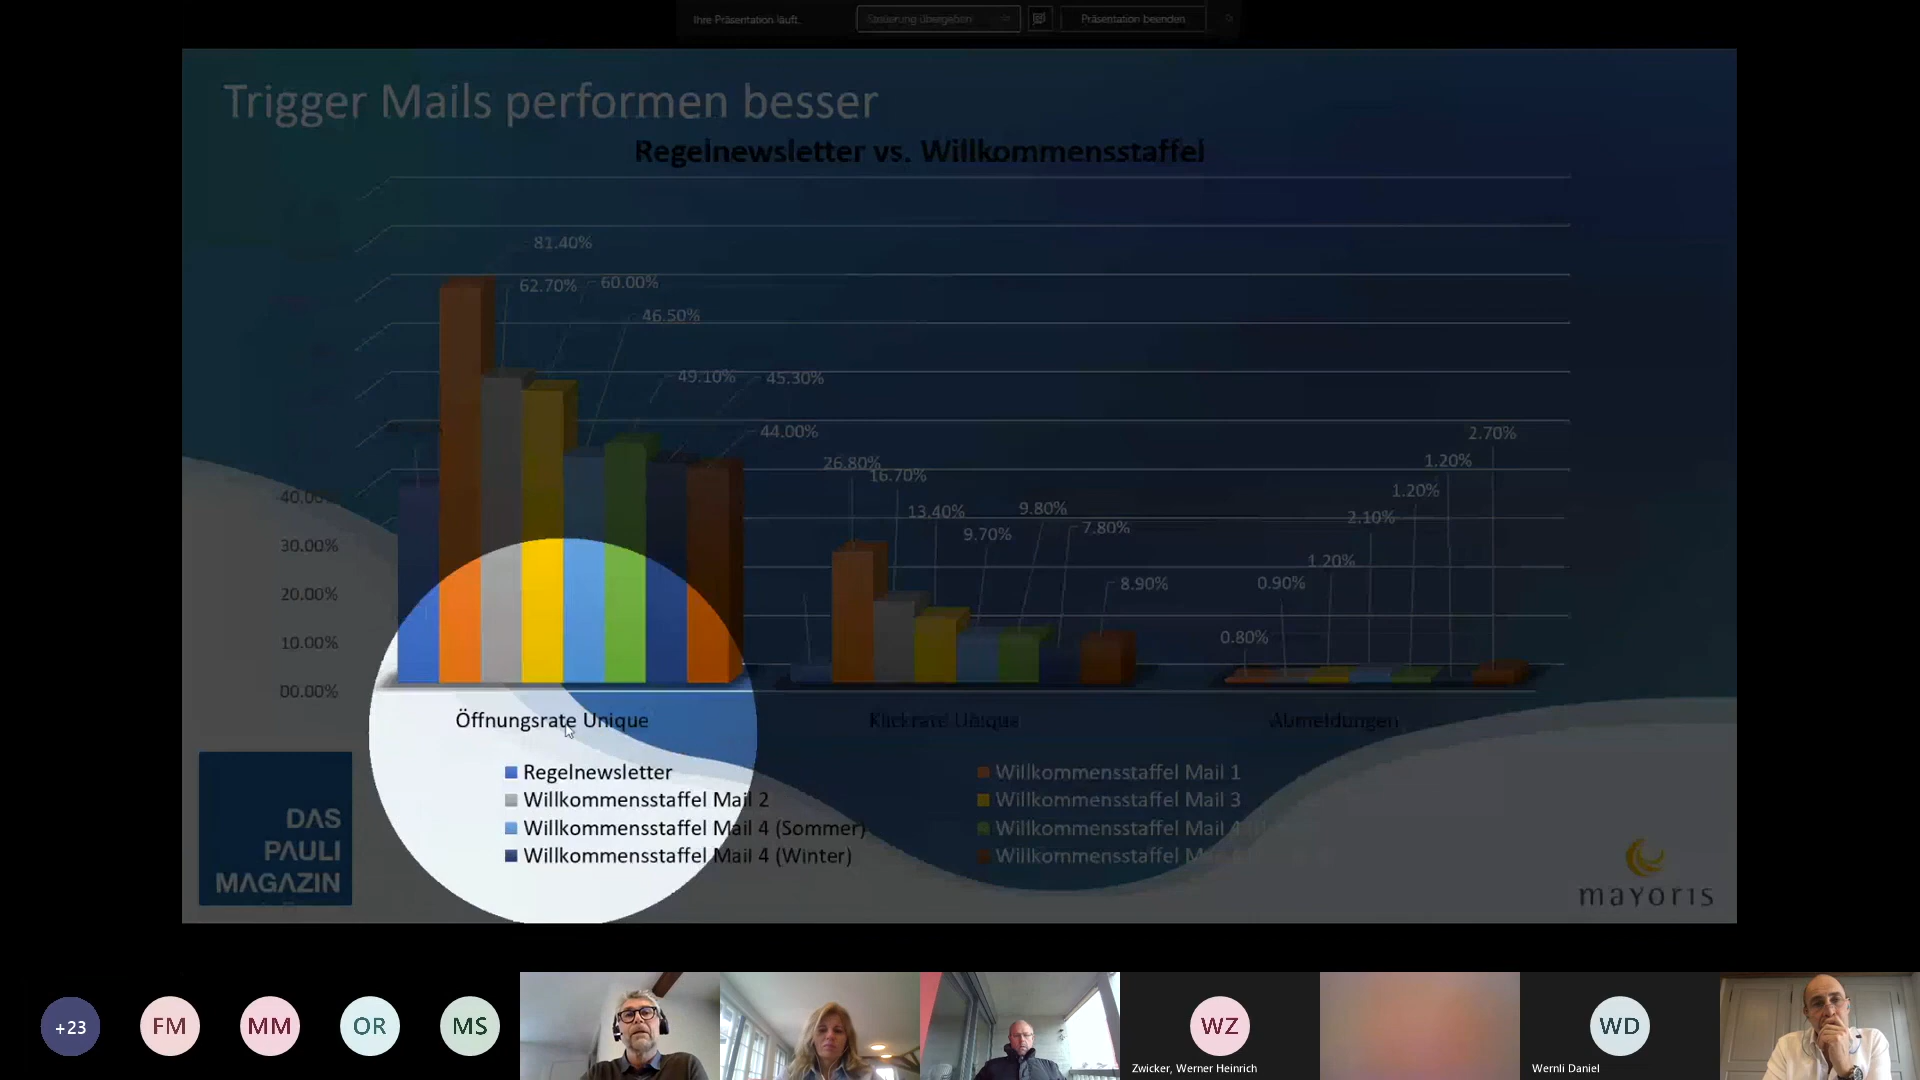 Ihre Präsentation läuft.
Steuerung übergeben
Präsentation beenden
Trigger Mails performen besser
Regelnewsletter vs. Willkommensstaffel
81.40%
62.70%
60.00%
46.50%
49.10%
45.30%
44.00%
26.80%
16.70%
13.40%
9.70%
9.80%
7.80%
8.90%
0.80%
0.90%
1.20%
2.10%
1.20%
1.20%
2.70%
30.00%
20.00%
10.00%
00.00%
Öffnungsrate Unique
Klickrate Unique
Abmeldungen
Regelnewsletter
Willkommensstaffel Mail 1
Willkommensstaffel Mail 2
Willkommensstaffel Mail 3
Willkommensstaffel Mail 4 (Sommer)
Willkommensstaffel Mail 4
Willkommensstaffel Mail 4 (Winter)
Willkommensstaffel
DAS
PAULI
MAGAZIN
mayoris
+23
FM
MM
OR
MS
WZ
Zwicker, Werner Heinrich
WD
Wernli Daniel